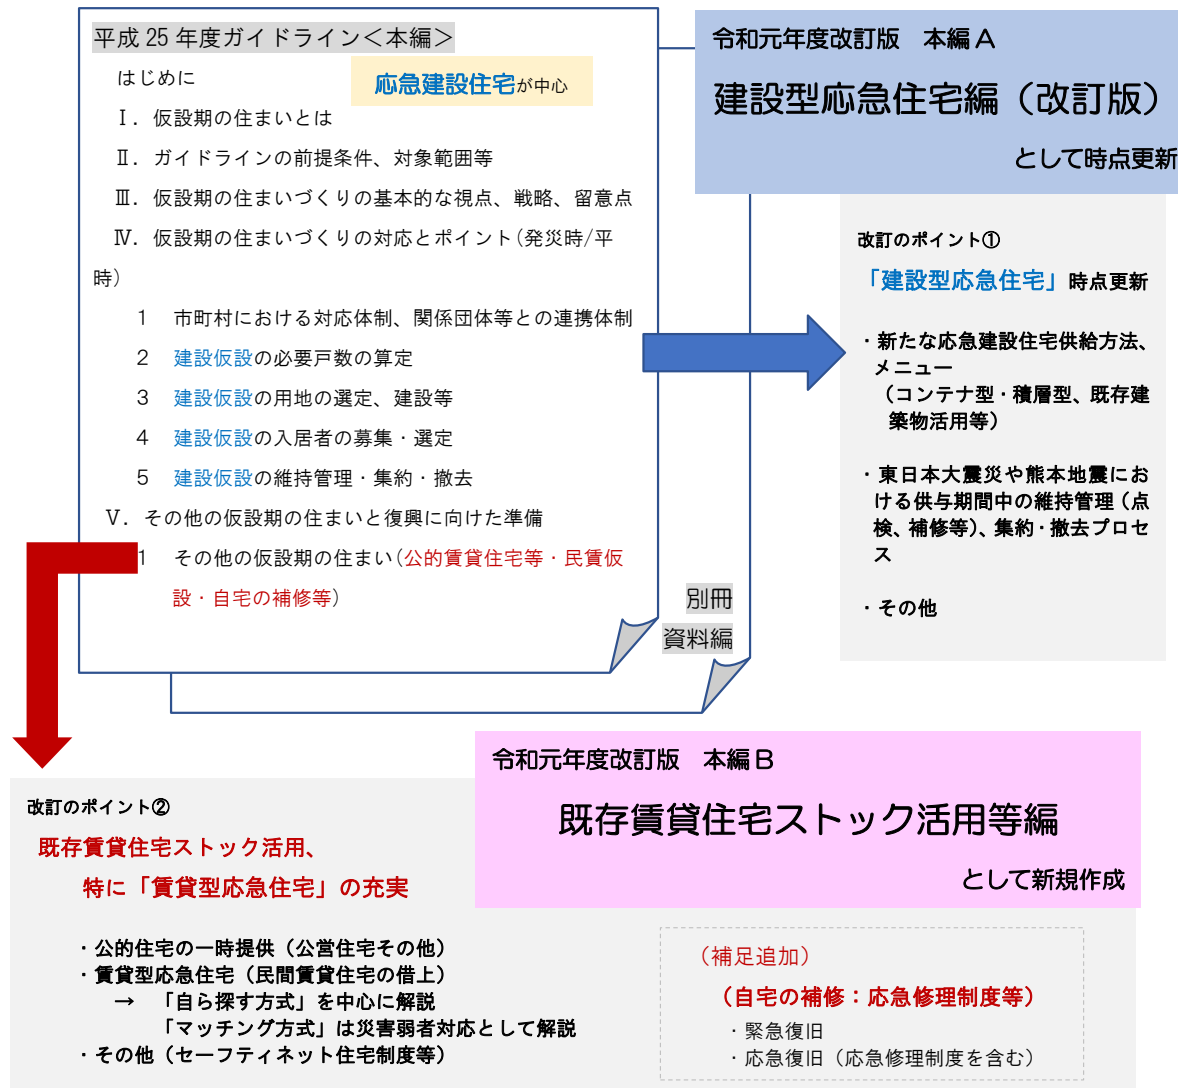 平成 25 年度ガイドライン＜本編＞
はじめに
応急建設住宅が中心
Ⅰ．仮設期の住まいとは
Ⅱ．ガイドラインの前提条件、対象範囲等
Ⅲ．仮設期の住まいづくりの基本的な視点、戦略、留意点
Ⅳ．仮設期の住まいづくりの対応とポイント(発災時/平
時)
1　市町村における対応体制、関係団体等との連携体制
2　建設仮設の必要戸数の算定
3　建設仮設の用地の選定、建設等
4　建設仮設の入居者の募集・選定
5　建設仮設の維持管理・集約・撤去
Ⅴ．その他の仮設期の住まいと復興に向けた準備
1　その他の仮設期の住まい(公的賃貸住宅等・民賃仮
設・自宅の補修等)
別冊
資料編
令和元年度改訂版　本編Ａ
建設型応急住宅編（改訂版）
として時点更新
改訂のポイント①
「建設型応急住宅」時点更新
・新たな応急建設住宅供給方法、
メニュー
（コンテナ型・積層型、既存建
築物活用等）
・東日本大震災や熊本地震にお
ける供与期間中の維持管理（点
検、補修等）、集約・撤去プロセ
ス
・その他
令和元年度改訂版　本編Ｂ
既存賃貸住宅ストック活用等編
として新規作成
改訂のポイント②
既存賃貸住宅ストック活用、
特に「賃貸型応急住宅」の充実
・公的住宅の一時提供（公営住宅その他）
・賃貸型応急住宅（民間賃貸住宅の借上）
→　「自ら探す方式」を中心に解説
「マッチング方式」は災害弱者対応として解説
・その他（セーフティネット住宅制度等）
（補足追加）
（自宅の補修：応急修理制度等）
・緊急復旧
・応急復旧（応急修理制度を含む）